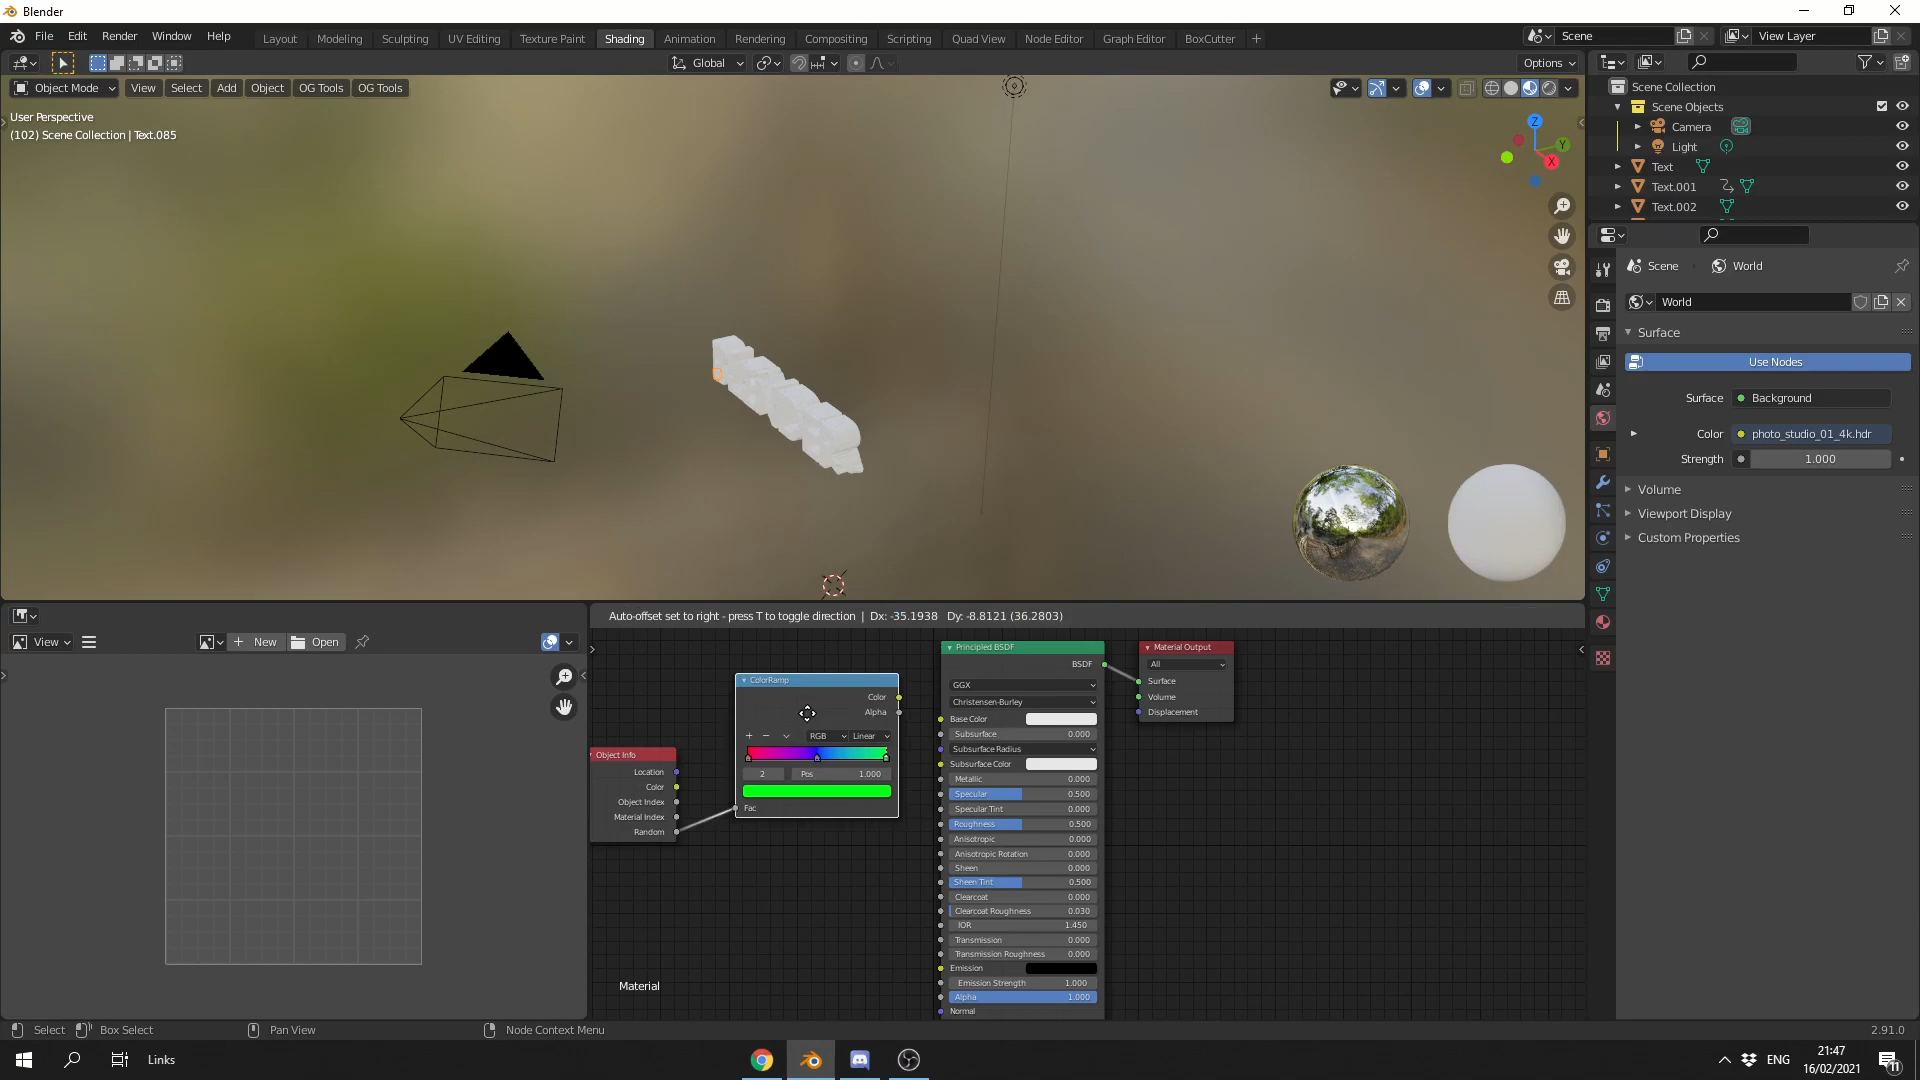 Blender
File Edit Render Window Help
Layout Modeling Sculpting UV Editing Texture Paint Shading Animation Rendering Compositing Scripting Quad View Node Editor Graph Editor BoxCutter +
Scene
View Layer
Global
Options
Object Mode View Select Add Object OG Tools OG Tools
User Perspective
(102) Scene Collection | Text.085
Z
Y
X
Scene Collection
Scene Objects
Camera
Light
Text
Text.001
Text.002
Scene World
World
Surface
Use Nodes
Surface Background
Color photo_studio_01_4k.hdr
Strength 1.000
Volume
Viewport Display
Custom Properties
Auto-offset set to right - press T to toggle direction | Dx: -35.1938 Dy: -8.8121 (36.2803)
View
New
Open
Object Info
Location
Color
Object Index
Material Index
Random
ColorRamp
Color
Alpha
RGB Linear
2 Pos 1.000
Fac
Principled BSDF
BSDF
GGX
Christensen-Burley
Base Color
Subsurface 0.000
Subsurface Radius
Subsurface Color
Metallic 0.000
Specular 0.500
Specular Tint 0.000
Roughness 0.500
Anisotropic 0.000
Anisotropic Rotation 0.000
Sheen 0.000
Sheen Tint 0.500
Clearcoat 0.000
Clearcoat Roughness 0.030
IOR 1.450
Transmission 0.000
Transmission Roughness 0.000
Emission
Emission Strength 1.000
Alpha 1.000
Normal
Material Output
All
Surface
Volume
Displacement
Material
Select Box Select Pan View Node Context Menu 2.91.0
Links
ENG
21:47
16/02/2021
11